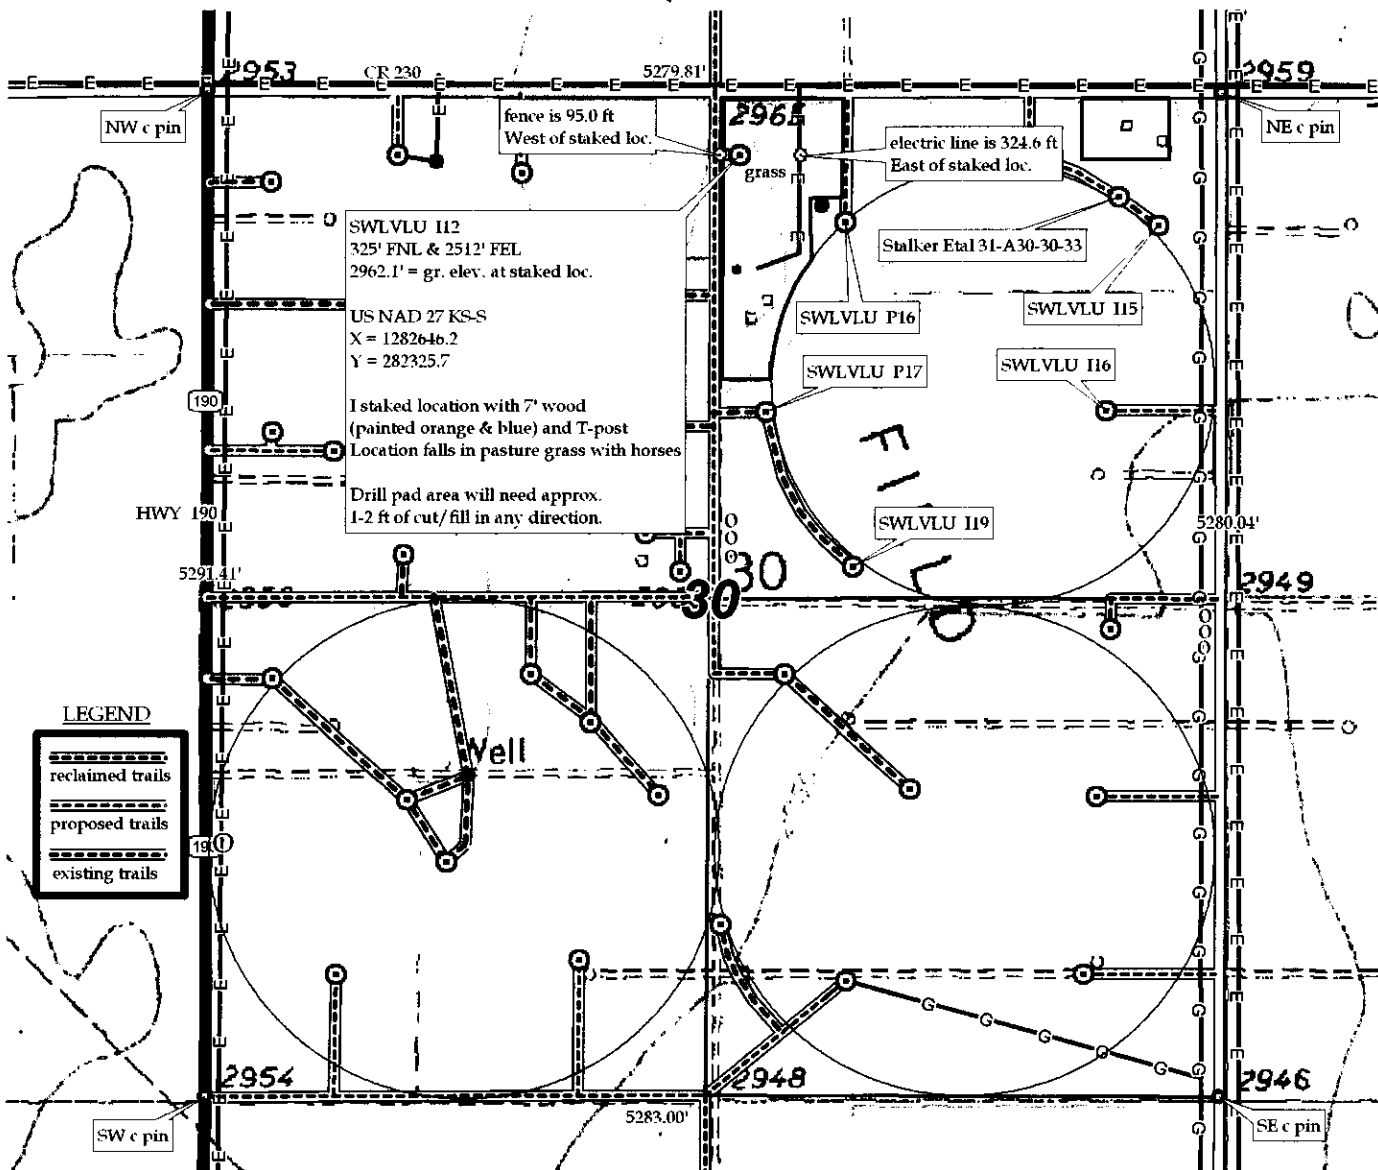 2953
CR 230
5279.81'
2959
NW c pin
fence is 95.0 ft
West of staked loc.
2965
electric line is 324.6 ft
East of staked loc.
NE c pin
grass
SWLVLU I12
325' FNL & 2512' FEL
2962.1' = gr. elev. at staked loc.
US NAD 27 KS-S
X = 1282646.2
Y = 282325.7
I staked location with 7' wood
(painted orange & blue) and T-post
Location falls in pasture grass with horses
Drill pad area will need approx.
1-2 ft of cut/fill in any direction.
Stalker Etal 31-A30-30-33
SWLVLU P16
SWLVLU I15
SWLVLU P17
SWLVLU I16
190
HWY 190
SWLVLU I19
5280.04'
5291.41'
30
30
2949
LEGEND
reclaimed trails
proposed trails
existing trails
Well
190
2954
2948
2946
5283.00'
SW c pin
SE c pin